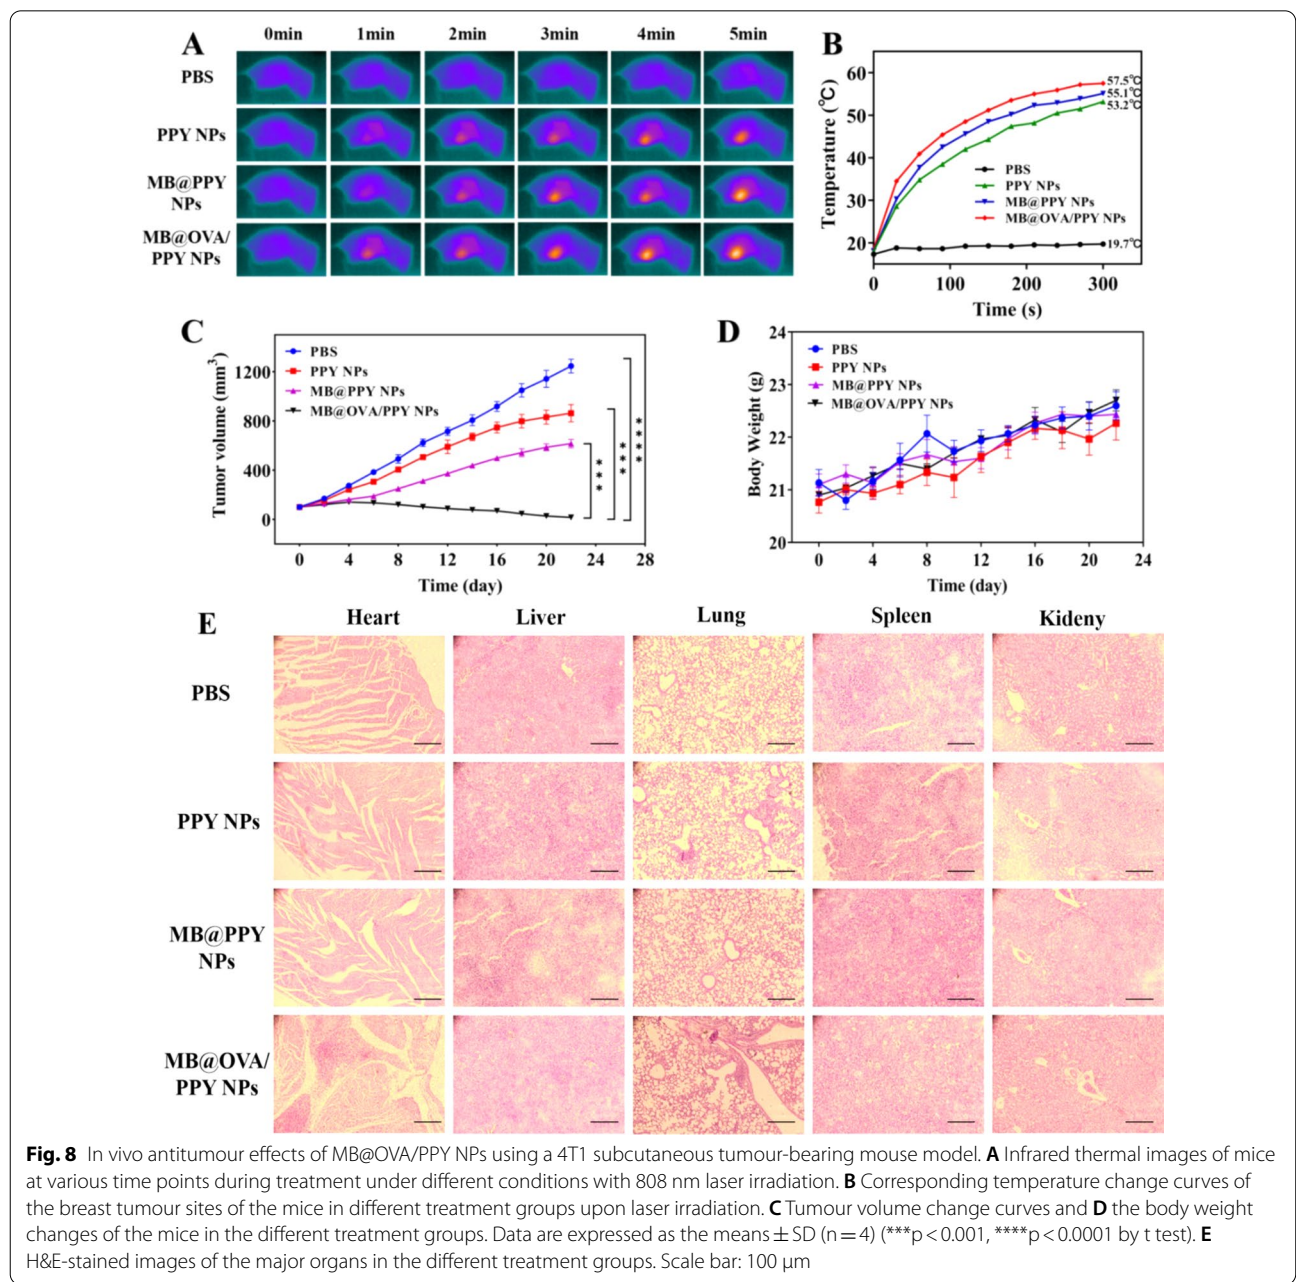 A
0min 1min 2min 3min 4min 5min
PBS
PPY NPs
MB@PPY
NPs
MB@OVA/
PPY NPs
B
Temperature (℃)
60
50
40
30
20
0 100 200 300
Time (s)
57.5℃
55.1℃
53.2℃
19.7℃
PBS
PPY NPs
MB@PPY NPs
MB@OVA/PPY NPs
C
Tumor volume (mm³)
1200
800
400
0
0 4 8 12 16 20 24 28
Time (day)
PBS
PPY NPs
MB@PPY NPs
MB@OVA/PPY NPs
***
***
****
D
Body Weight (g)
24
23
22
21
20
0 4 8 12 16 20 24
Time (day)
PBS
PPY NPs
MB@PPY NPs
MB@OVA/PPY NPs
E
Heart Liver Lung Spleen Kideny
PBS
PPY NPs
MB@PPY
NPs
MB@OVA/
PPY NPs
Fig. 8 In vivo antitumour effects of MB@OVA/PPY NPs using a 4T1 subcutaneous tumour-bearing mouse model. A Infrared thermal images of mice
at various time points during treatment under different conditions with 808 nm laser irradiation. B Corresponding temperature change curves of
the breast tumour sites of the mice in different treatment groups upon laser irradiation. C Tumour volume change curves and D the body weight
changes of the mice in the different treatment groups. Data are expressed as the means ± SD (n = 4) (***p < 0.001, ****p < 0.0001 by t test). E
H&E-stained images of the major organs in the different treatment groups. Scale bar: 100 μm